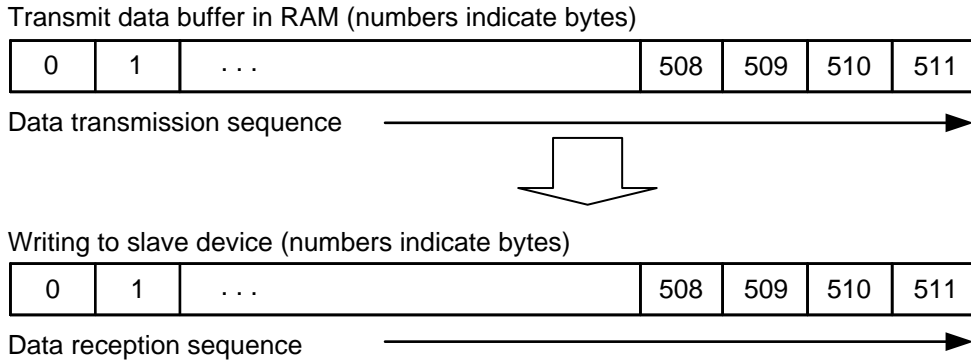 Transmit data buffer in RAM (numbers indicate bytes)
0 1 . . . 508 509 510 511
Data transmission sequence
Writing to slave device (numbers indicate bytes)
0 1 . . . 508 509 510 511
Data reception sequence